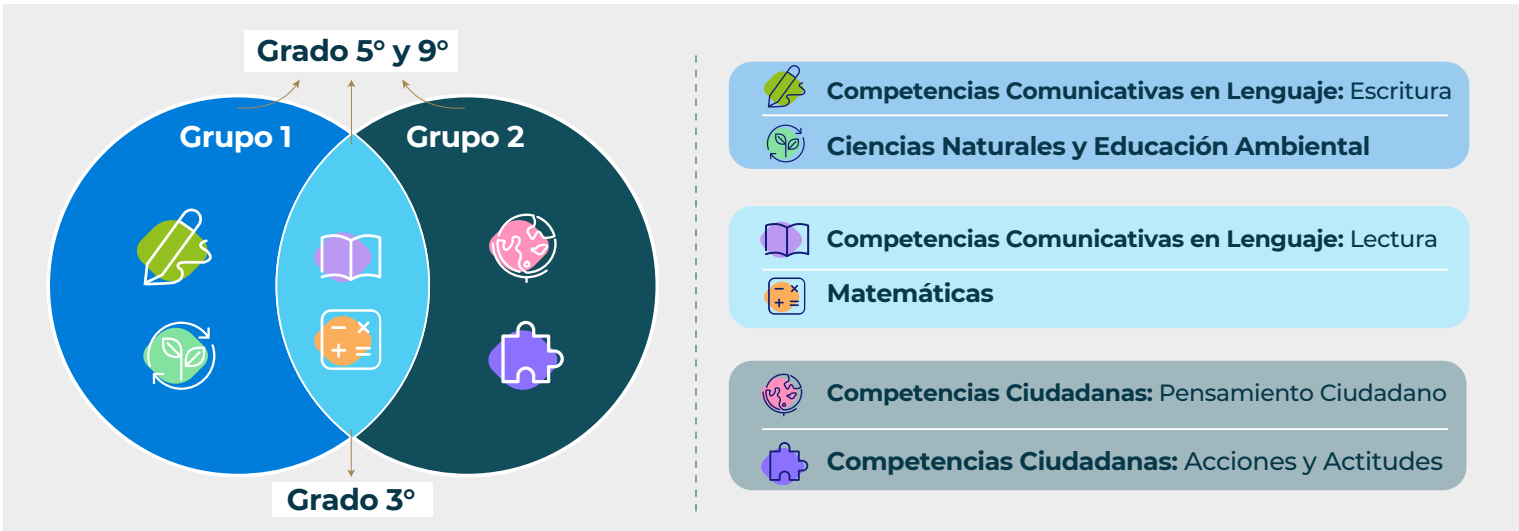 Grado 5° y 9°
Grupo 1
Grupo 2
Grado 3°
Competencias Comunicativas en Lenguaje: Escritura
Ciencias Naturales y Educación Ambiental
Competencias Comunicativas en Lenguaje: Lectura
Matemáticas
Competencias Ciudadanas: Pensamiento Ciudadano
Competencias Ciudadanas: Acciones y Actitudes